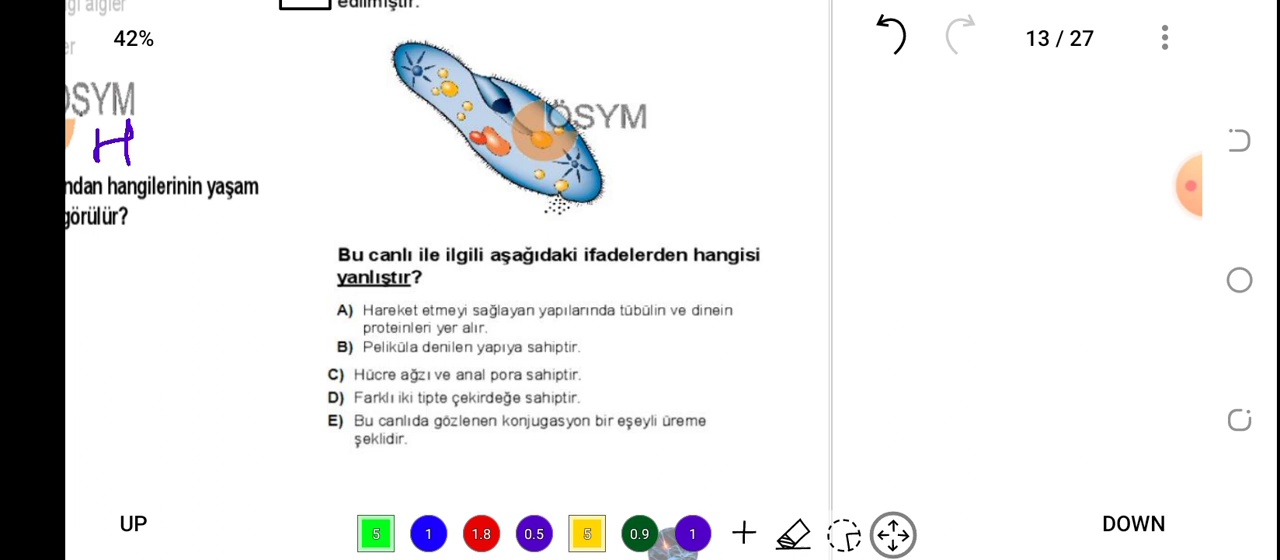 42%
13 / 27
ÖSYM
H
ndan hangilerinin yaşam
görülür?
Bu canlı ile ilgili aşağıdaki ifadelerden hangisi
yanlıştır?
A) Hareket etmeyi sağlayan yapılarında tübülin ve dinein
proteinleri yer alır.
B) Peliküla denilen yapıya sahiptir.
C) Hücre ağzı ve anal pora sahiptir.
D) Farklı iki tipte çekirdeğe sahiptir.
E) Bu canlıda gözlenen konjugasyon bir eşeyli üreme
şeklidir.
UP
5 1 1.8 0.5 5 0.9 1
DOWN